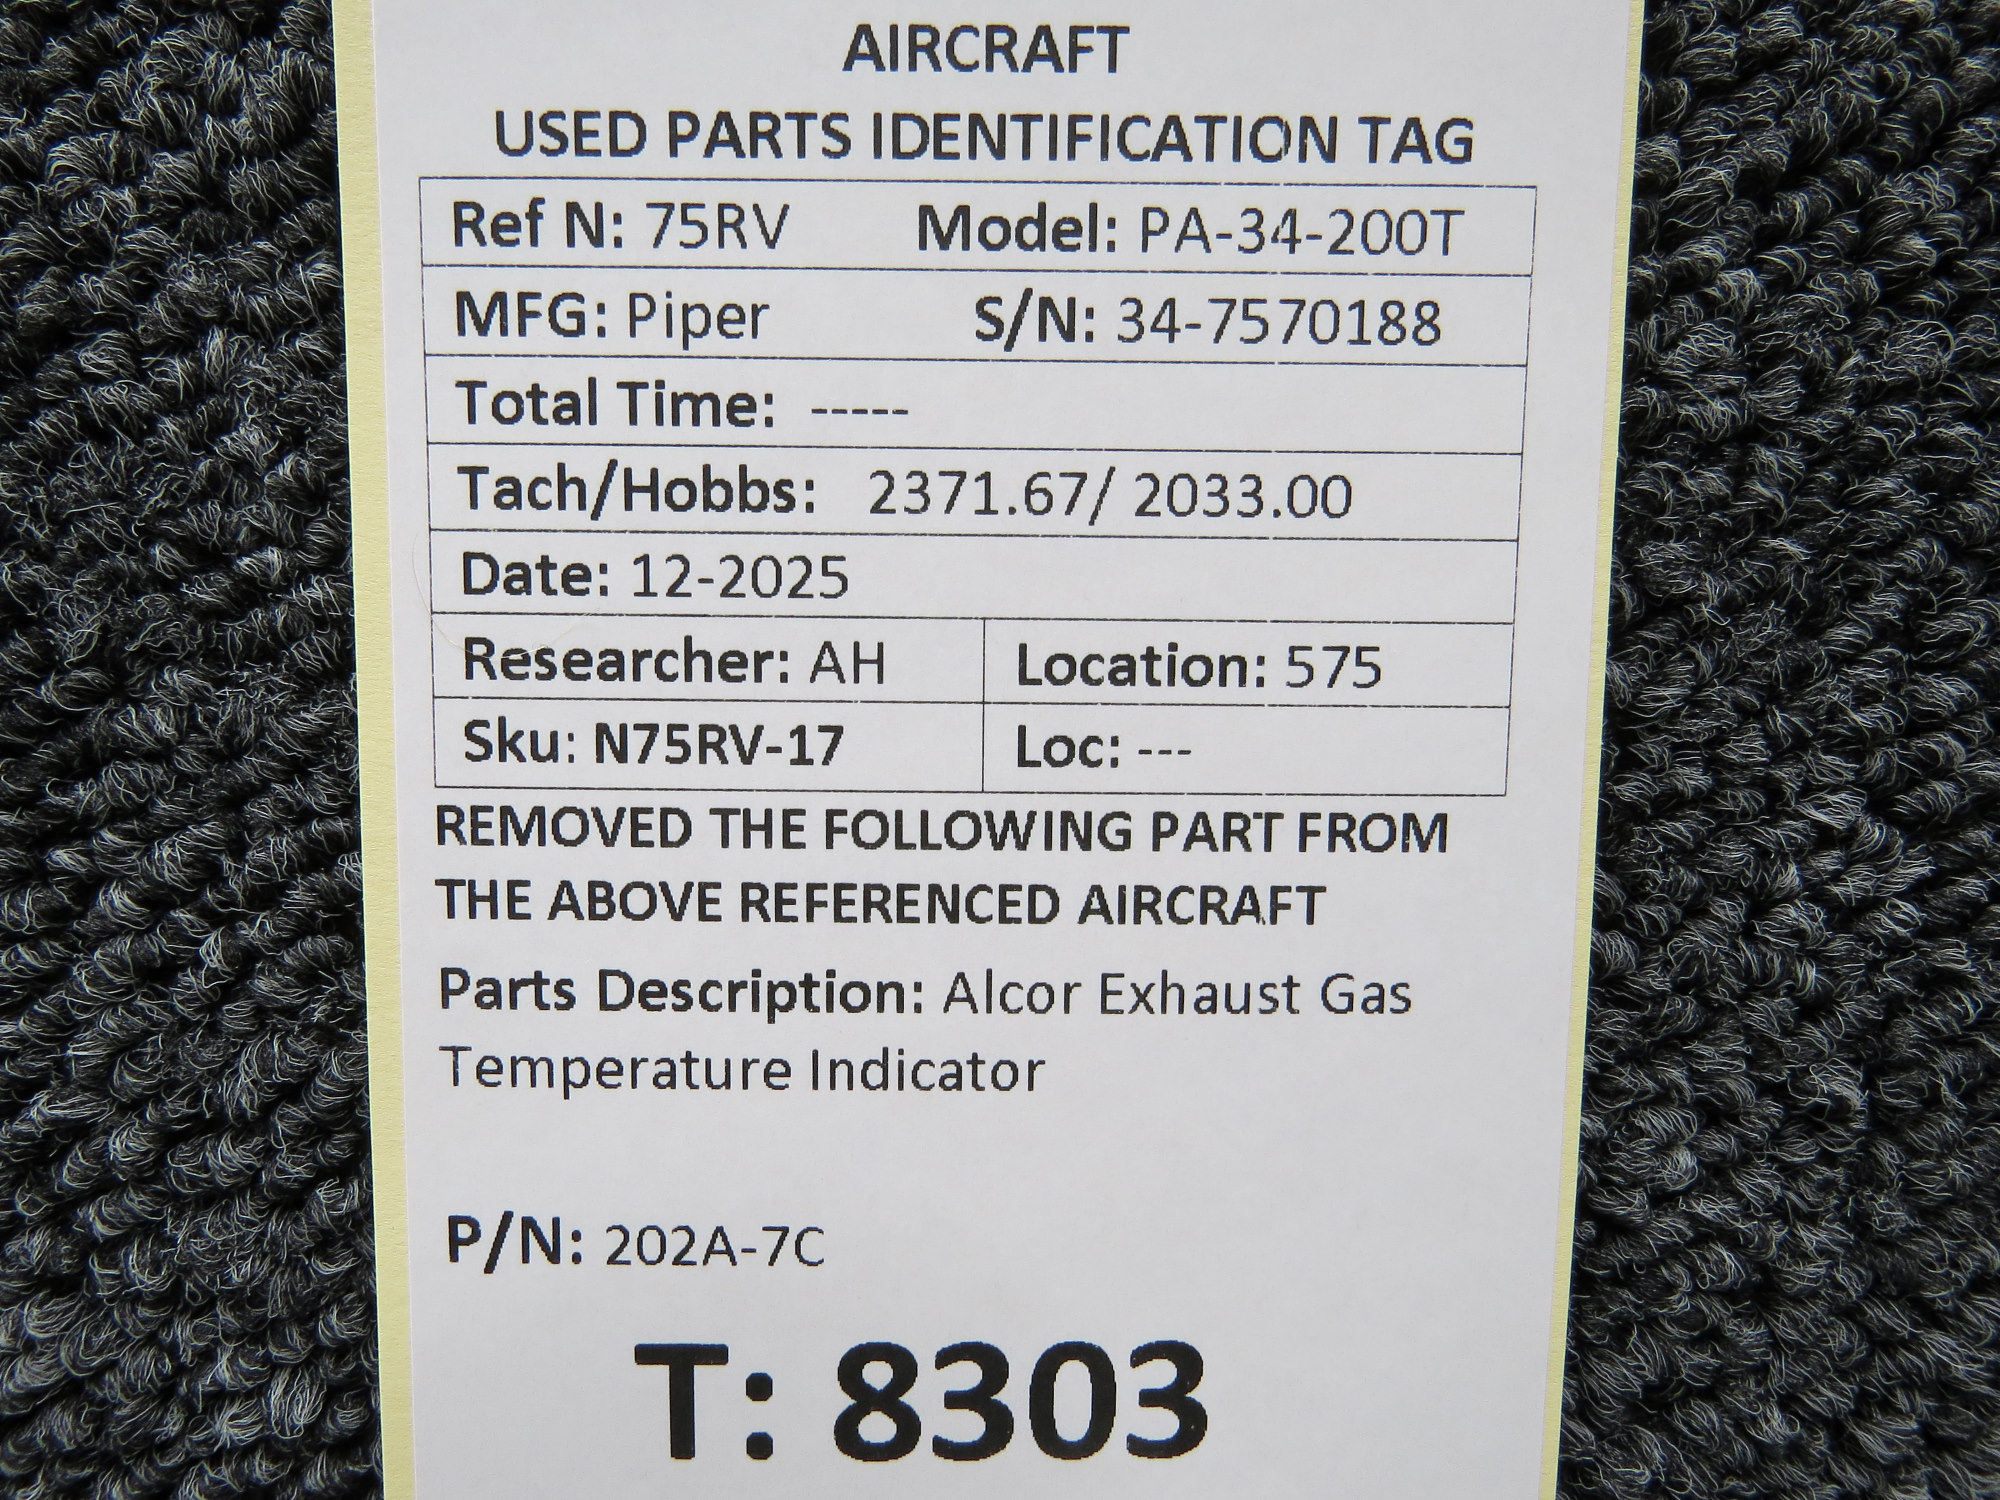 AIRCRAFT
USED PARTS IDENTIFICATION TAG
Ref N: 75RV Model: PA-34-200T
MFG: Piper S/N: 34-7570188
Total Time: -----
Tach/Hobbs: 2371.67/ 2033.00
Date: 12-2025
Researcher: AH Location: 575
Sku: N75RV-17 Loc: ---
REMOVED THE FOLLOWING PART FROM
THE ABOVE REFERENCED AIRCRAFT
Parts Description: Alcor Exhaust Gas
Temperature Indicator
P/N: 202A-7C
T: 8303